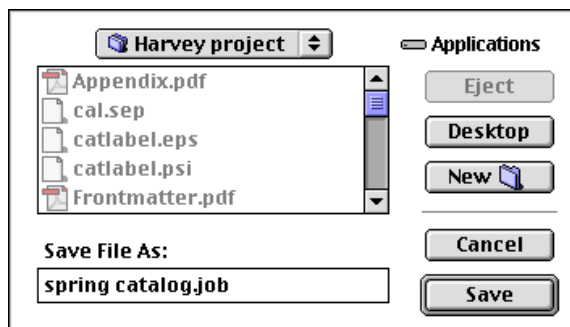 Harvey project
Applications
Appendix.pdf
cal.sep
catlabel.eps
catlabel.psi
Frontmatter.pdf
Eject
Desktop
New
Save File As:
spring catalog.job
Cancel
Save